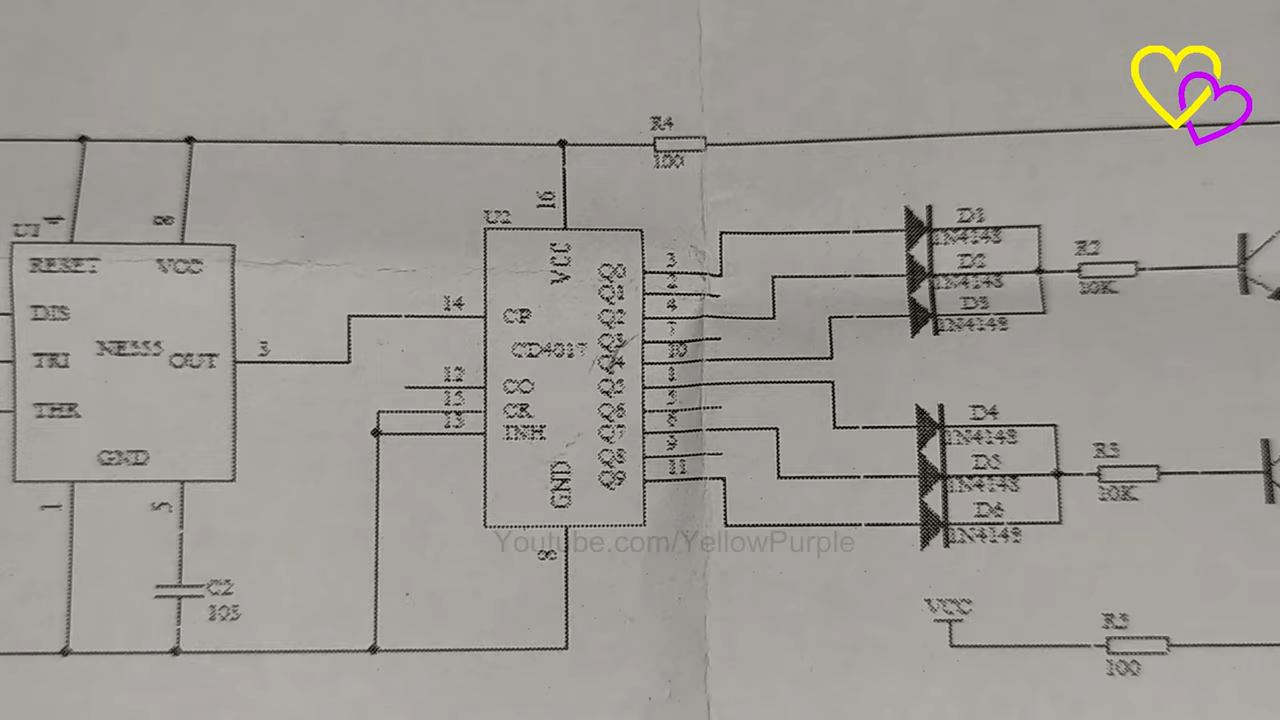 R4
100
4
8
16
U1
U2
RESET
VCC
DIS
TRI
NE555
OUT
THR
GND
3
1
5
C2
105
14
12
15
13
VCC
CP
CD4017
CO
CR
INH
GND
8
Q0
Q1
Q2
Q3
Q4
Q5
Q6
Q7
Q8
Q9
3
2
4
7
10
1
5
6
9
11
D1
1N4148
D2
1N4148
D3
1N4148
R2
10K
D4
1N4148
D5
1N4148
D6
1N4148
R3
10K
VCC
R3
100
Youtube.com/YellowPurple